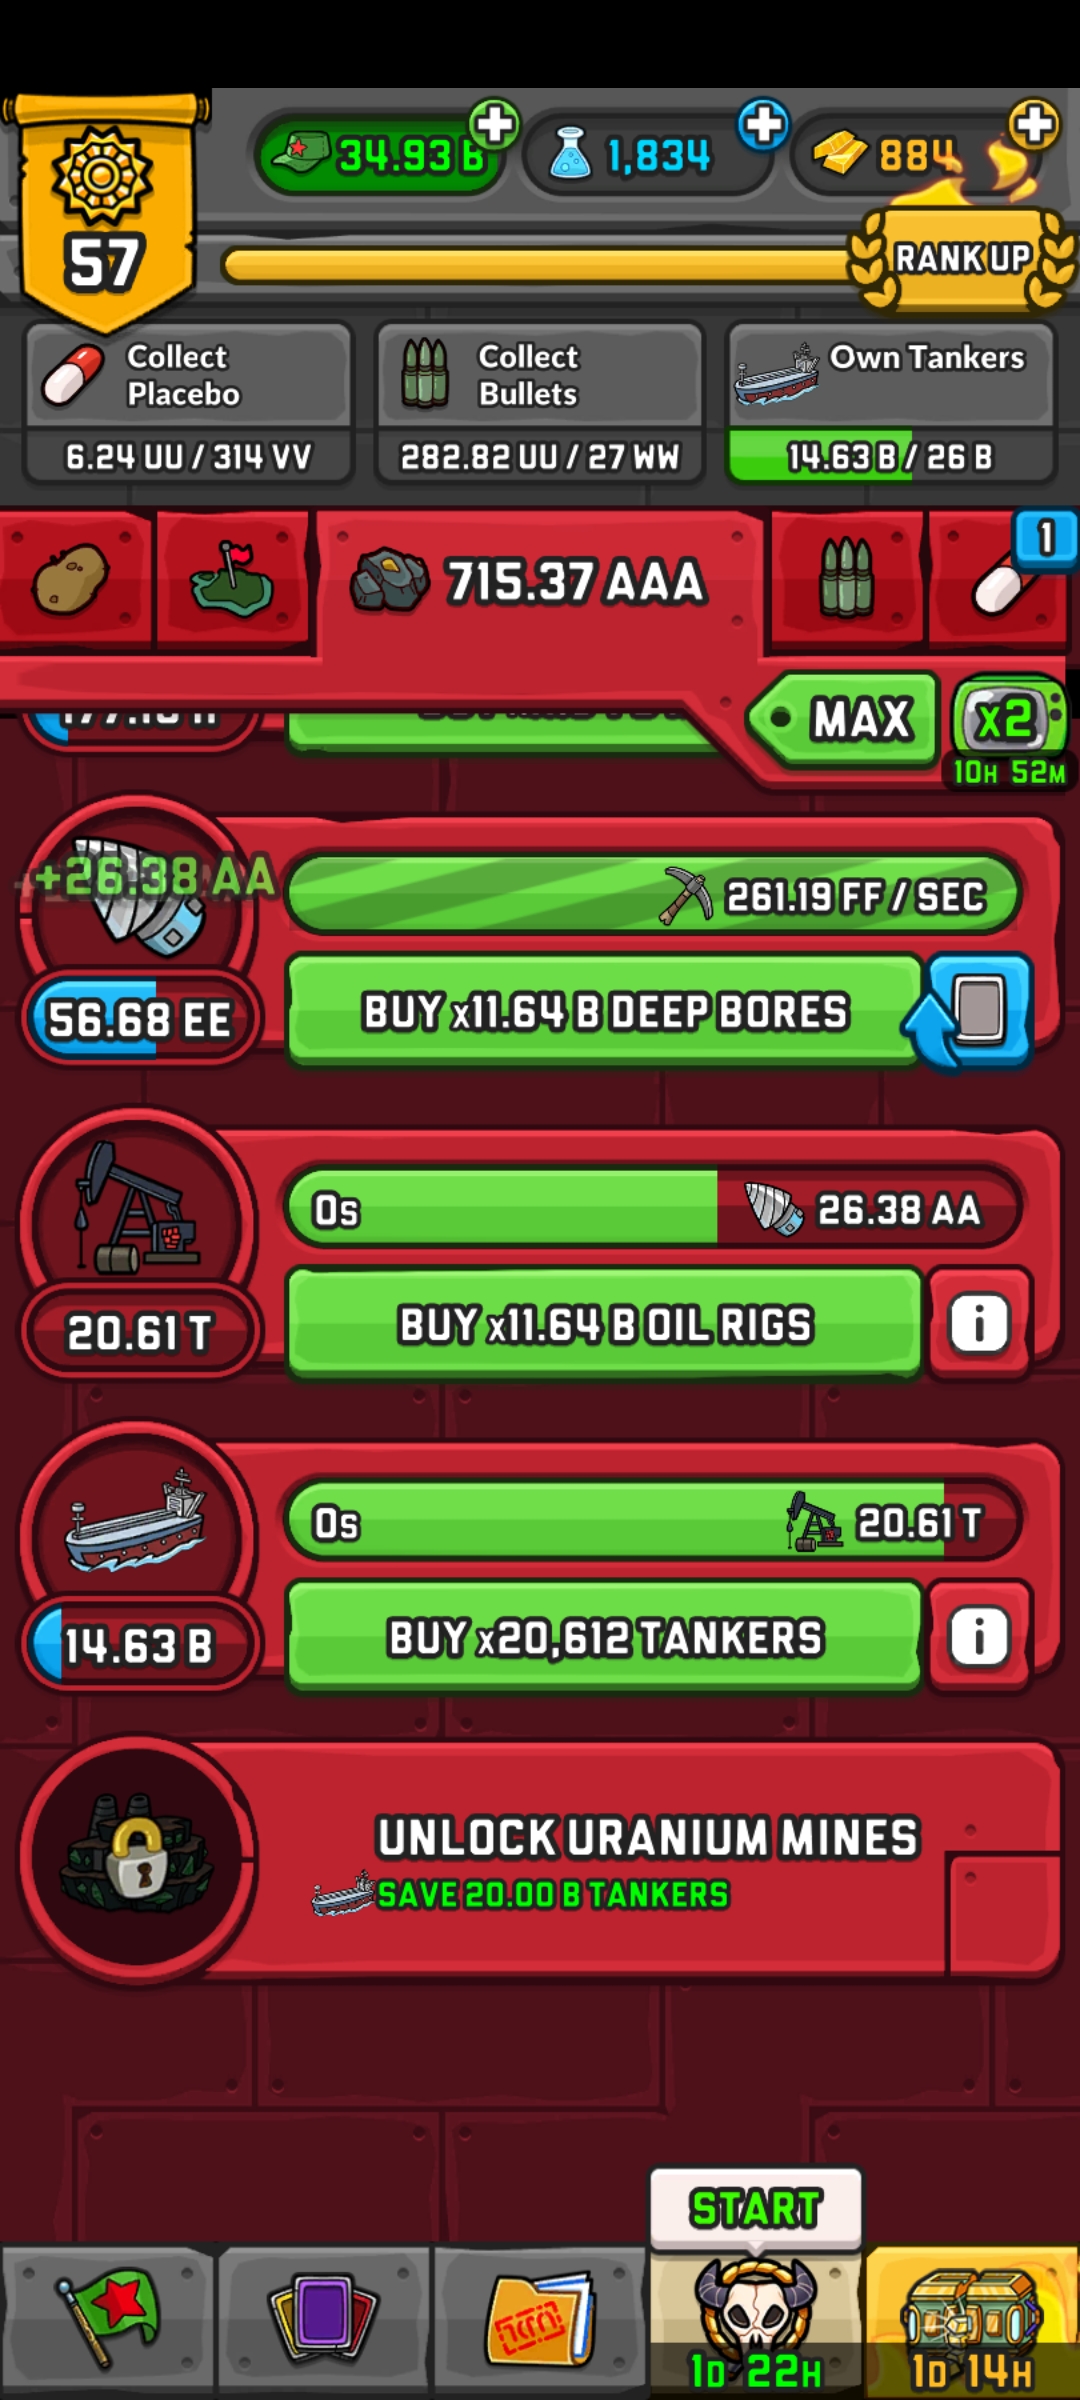 34.93 B
1,834
884
57
RANK UP
Collect
Placebo
6.24 UU / 314 VV
Collect
Bullets
282.82 UU / 27 WW
Own Tankers
14.63 B / 26 B
715.37 AAA
1
MAX
x2
10H 52M
+26.38 AA
261.19 FF / SEC
56.68 EE
BUY x11.64 B DEEP BORES
0s
26.38 AA
20.61 T
BUY x11.64 B OIL RIGS
i
0s
20.61 T
14.63 B
BUY x20,612 TANKERS
i
UNLOCK URANIUM MINES
SAVE 20.00 B TANKERS
START
1D 22H
1D 14H